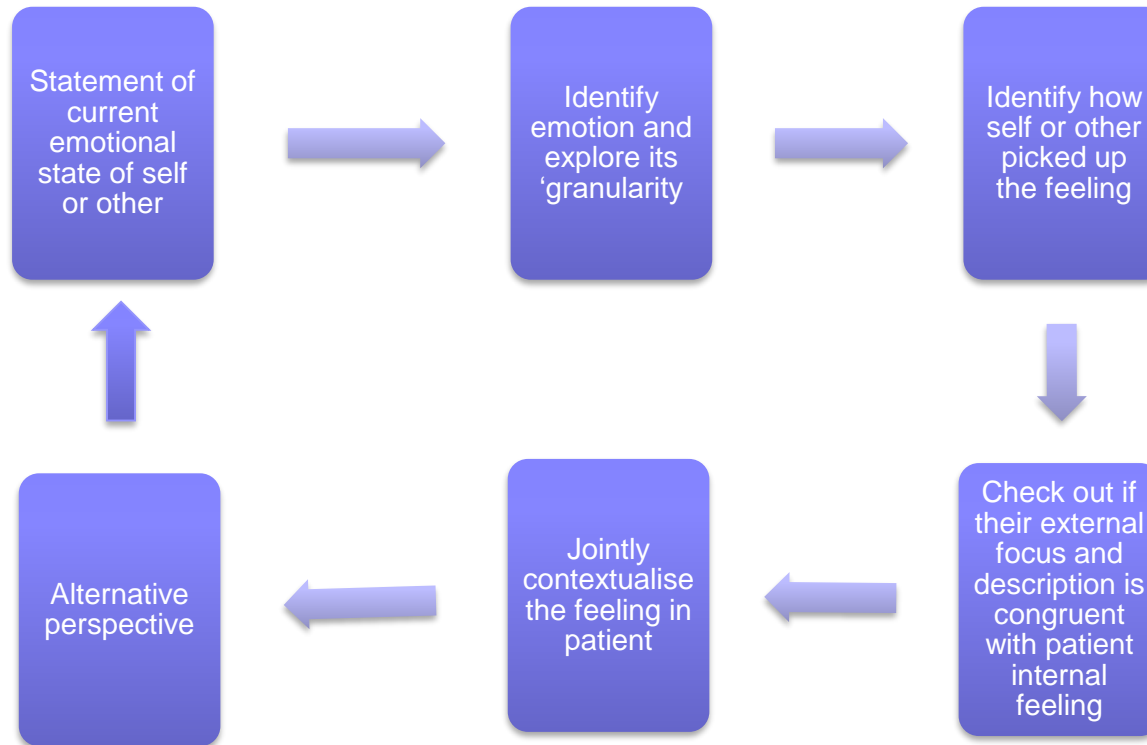 Statement of
current
emotional
state of self
or other
Identify
emotion and
explore its
‘granularity
Identify how
self or other
picked up
the feeling
Check out if
their external
focus and
description is
congruent
with patient
internal
feeling
Jointly
contextualise
the feeling in
patient
Alternative
perspective